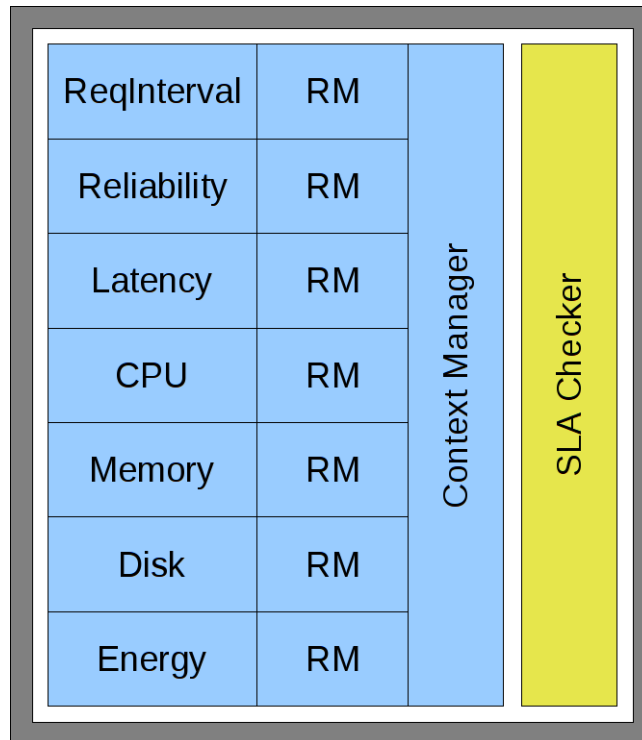 ReqInterval RM
Reliability RM
Latency RM
CPU RM
Memory RM
Disk RM
Energy RM
Context Manager
SLA Checker